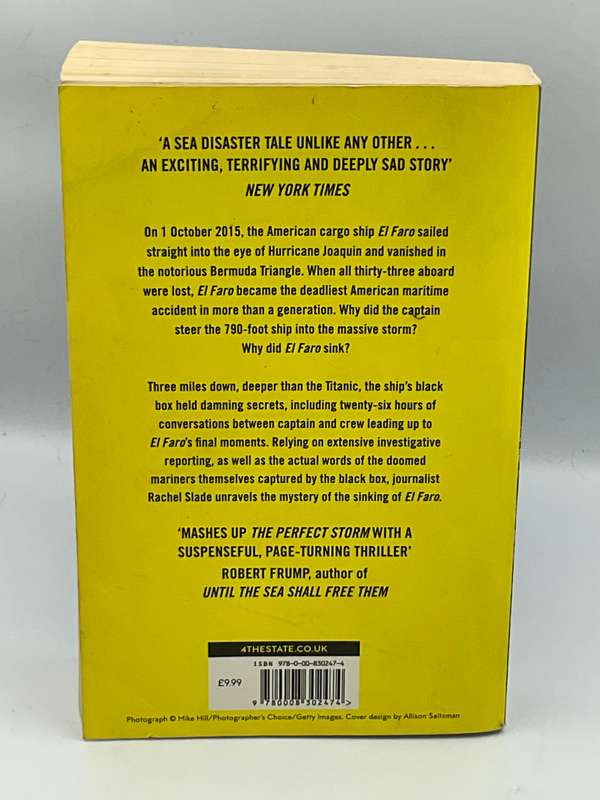 ‘A SEA DISASTER TALE UNLIKE ANY OTHER . . .
AN EXCITING, TERRIFYING AND DEEPLY SAD STORY’
NEW YORK TIMES
On 1 October 2015, the American cargo ship El Faro sailed
straight into the eye of Hurricane Joaquin and vanished in
the notorious Bermuda Triangle. When all thirty-three aboard
were lost, El Faro became the deadliest American maritime
accident in more than a generation. Why did the captain
steer the 790-foot ship into the massive storm?
Why did El Faro sink?
Three miles down, deeper than the Titanic, the ship’s black
box held damning secrets, including twenty-six hours of
conversations between captain and crew leading up to
El Faro’s final moments. Relying on extensive investigative
reporting, as well as the actual words of the doomed
mariners themselves captured by the black box, journalist
Rachel Slade unravels the mystery of the sinking of El Faro.
‘MASHES UP THE PERFECT STORM WITH A
SUSPENSEFUL, PAGE-TURNING THRILLER’
ROBERT FRUMP, author of
UNTIL THE SEA SHALL FREE THEM
4THESTATE.CO.UK
ISBN 978-0-00-830247-4
£9.99
9 780008 302474 >
Photograph © Mike Hill/Photographer’s Choice/Getty Images. Cover design by Allison Saltzman